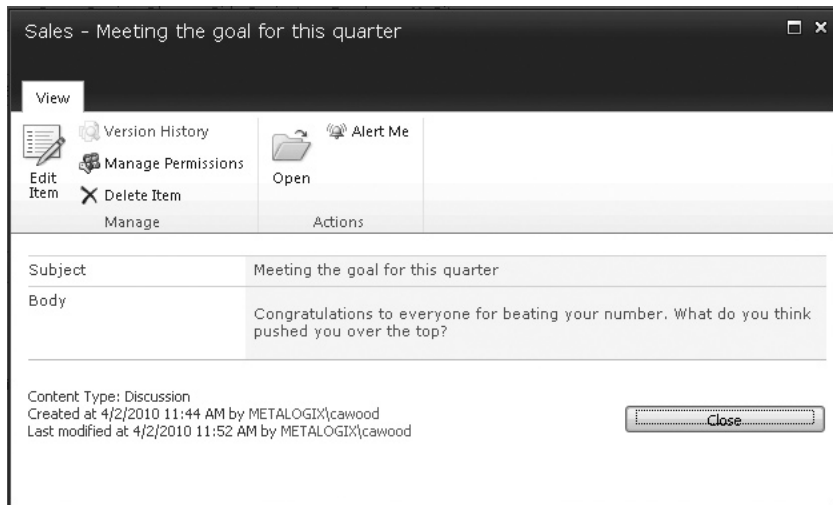 Sales - Meeting the goal for this quarter
View
Edit
Item
Version History
Manage Permissions
Delete Item
Manage
Open
Alert Me
Actions
Subject
Meeting the goal for this quarter
Body
Congratulations to everyone for beating your number. What do you think
pushed you over the top?
Content Type: Discussion
Created at 4/2/2010 11:44 AM by METALOGIX\cawood
Last modified at 4/2/2010 11:52 AM by METALOGIX\cawood
Close